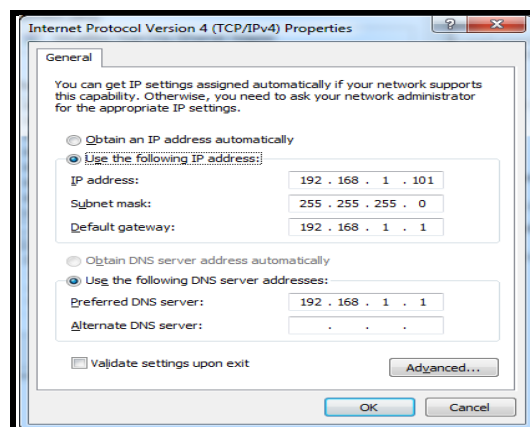 Internet Protocol Version 4 (TCP/IPv4) Properties
?
General
You can get IP settings assigned automatically if your network supports
this capability. Otherwise, you need to ask your network administrator
for the appropriate IP settings.
Obtain an IP address automatically
Use the following IP address:
IP address: 192 . 168 . 1 . 101
Subnet mask: 255 . 255 . 255 . 0
Default gateway: 192 . 168 . 1 . 1
Obtain DNS server address automatically
Use the following DNS server addresses:
Preferred DNS server: 192 . 168 . 1 . 1
Alternate DNS server: . . .
Validate settings upon exit
Advanced...
OK Cancel